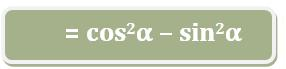 = cos²α – sin²α